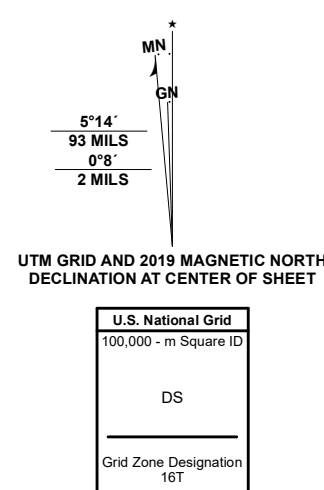 ★
MN
GN
5°14´
93 MILS
0°8´
2 MILS
UTM GRID AND 2019 MAGNETIC NORTH
DECLINATION AT CENTER OF SHEET
U.S. National Grid
100,000 - m Square ID
DS
Grid Zone Designation
16T